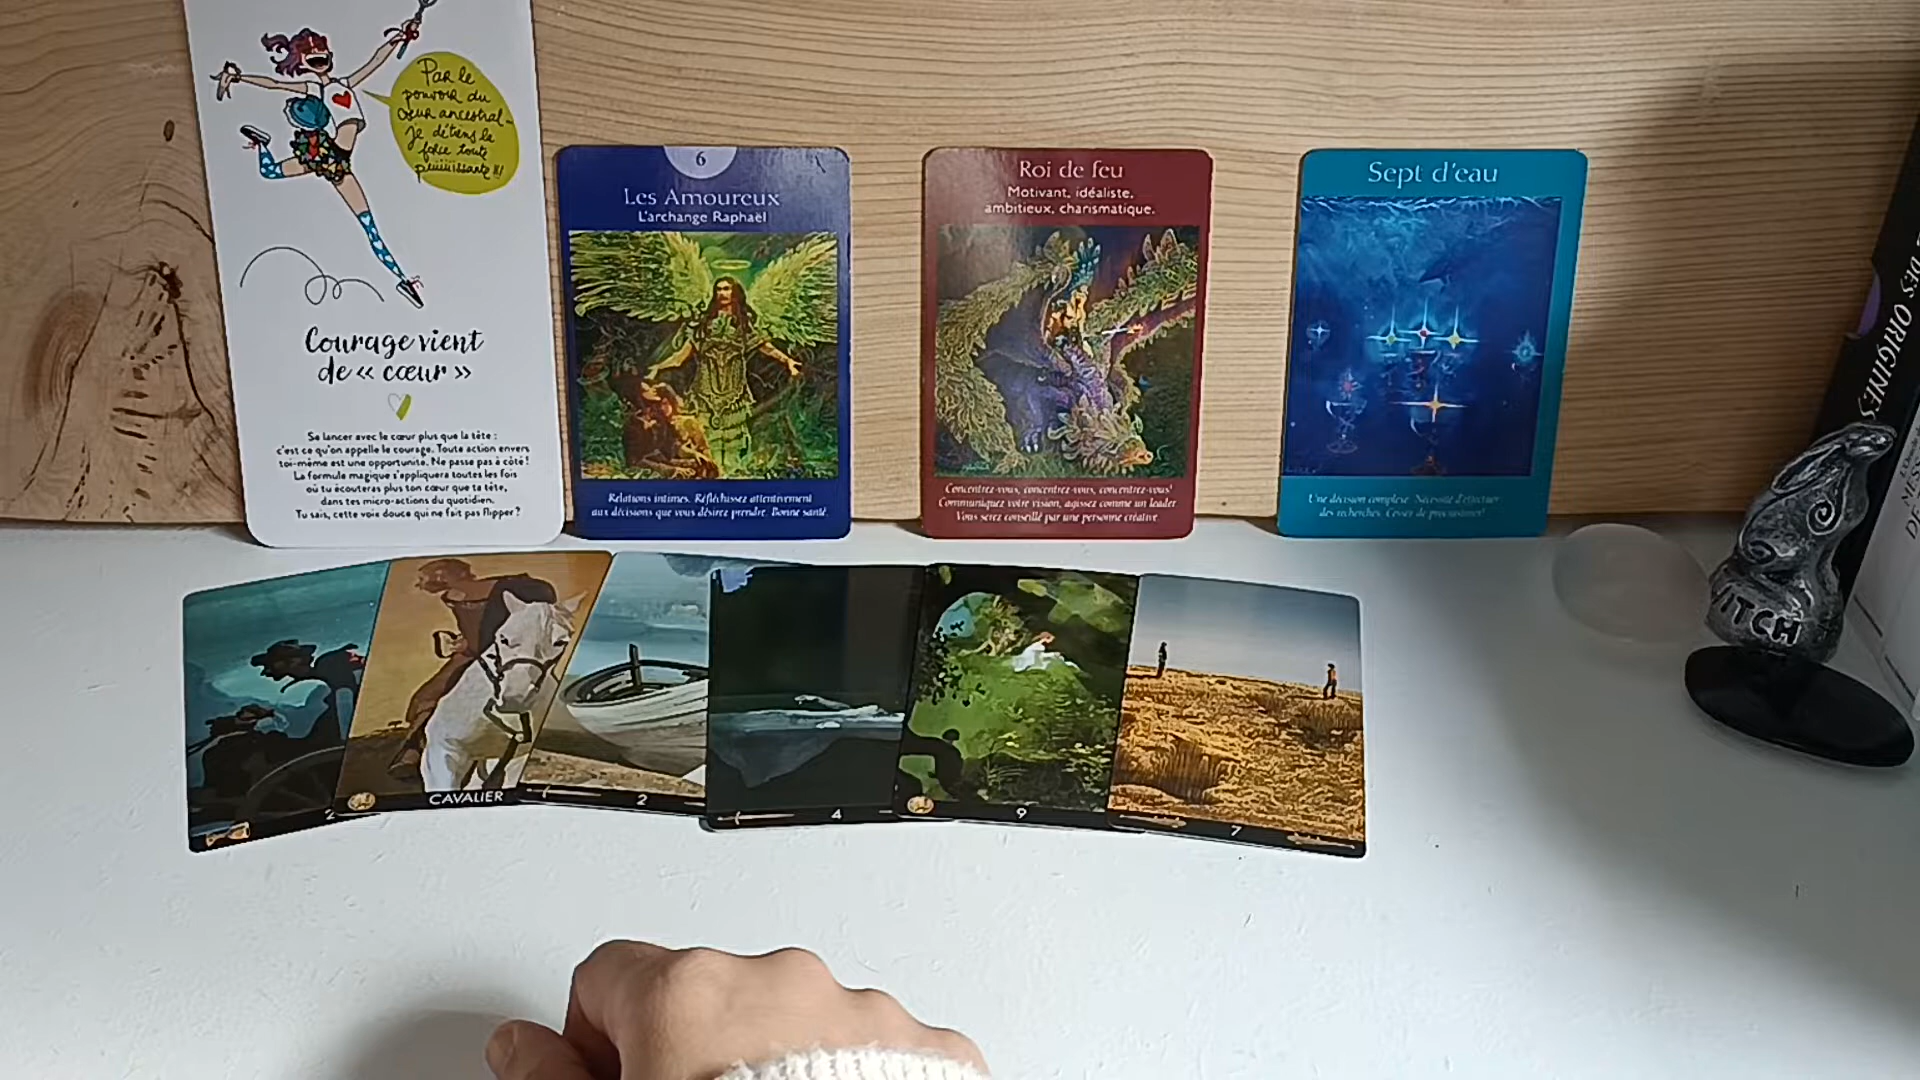 Par le
pouvoir du
cœur ancestral
je détiens la
force toute
puiiiissante !!!
Courage vient
de « cœur »
Se lancer avec le cœur plus que la tête :
c'est ce qu'on appelle le courage. Toute action envers
toi-même est une opportunité. Ne passe pas à côté !
La formule magique s'appliquera toutes les fois
où tu écouteras plus ton cœur que ta tête,
dans tes micro-actions du quotidien.
Tu sais, cette voix douce qui ne fait pas flipper ?
6
Les Amoureux
L'archange Raphaël
Relations intimes. Réfléchissez attentivement
aux décisions que vous désirez prendre. Bonne santé.
Roi de feu
Motivant, idéaliste,
ambitieux, charismatique.
Concentrez-vous, concentrez-vous, concentrez-vous!
Communiquez votre vision, agissez comme un leader.
Vous serez conseillé par une personne créative.
Sept d'eau
Une décision complexe. Nécessité d'effectuer
des recherches. Cessez de procrastiner!
2
CAVALIER
2
4
9
7
DES ORIGINES
WITCH